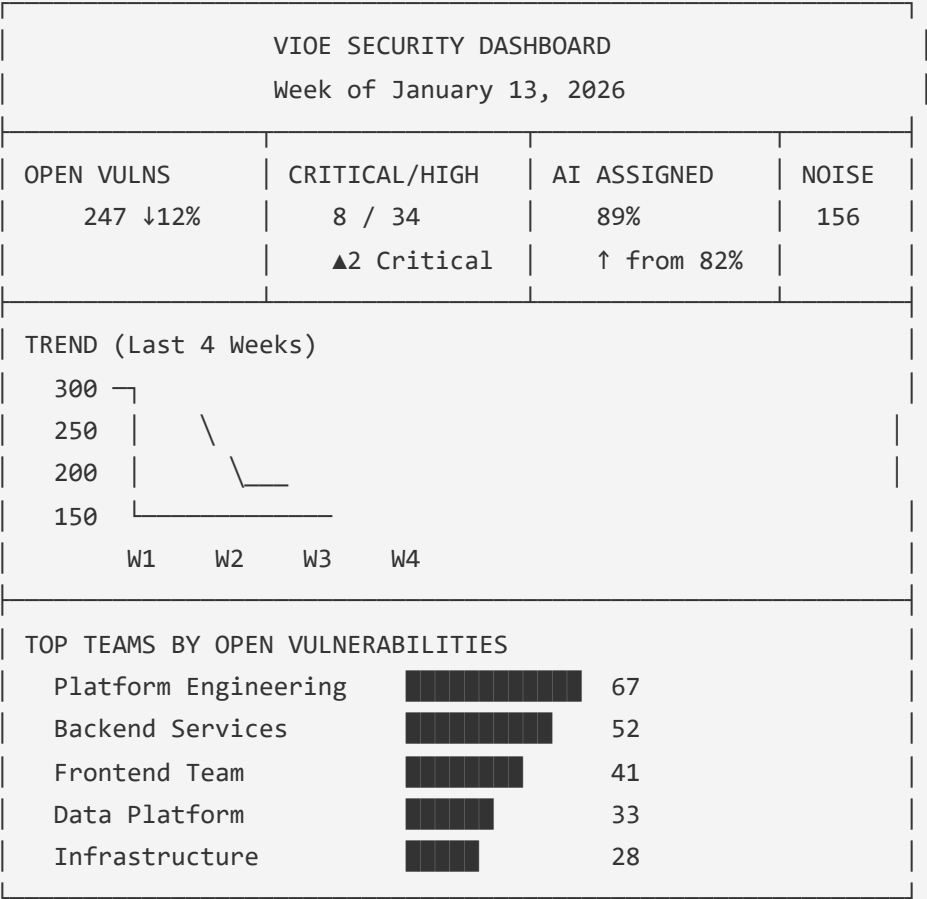 VIOE SECURITY DASHBOARD
Week of January 13, 2026
OPEN VULNS CRITICAL/HIGH AI ASSIGNED NOISE
247 ↓12% 8 / 34 89% 156
▲2 Critical ↑ from 82%
TREND (Last 4 Weeks)
300
250
200
150
W1 W2 W3 W4
TOP TEAMS BY OPEN VULNERABILITIES
Platform Engineering 67
Backend Services 52
Frontend Team 41
Data Platform 33
Infrastructure 28